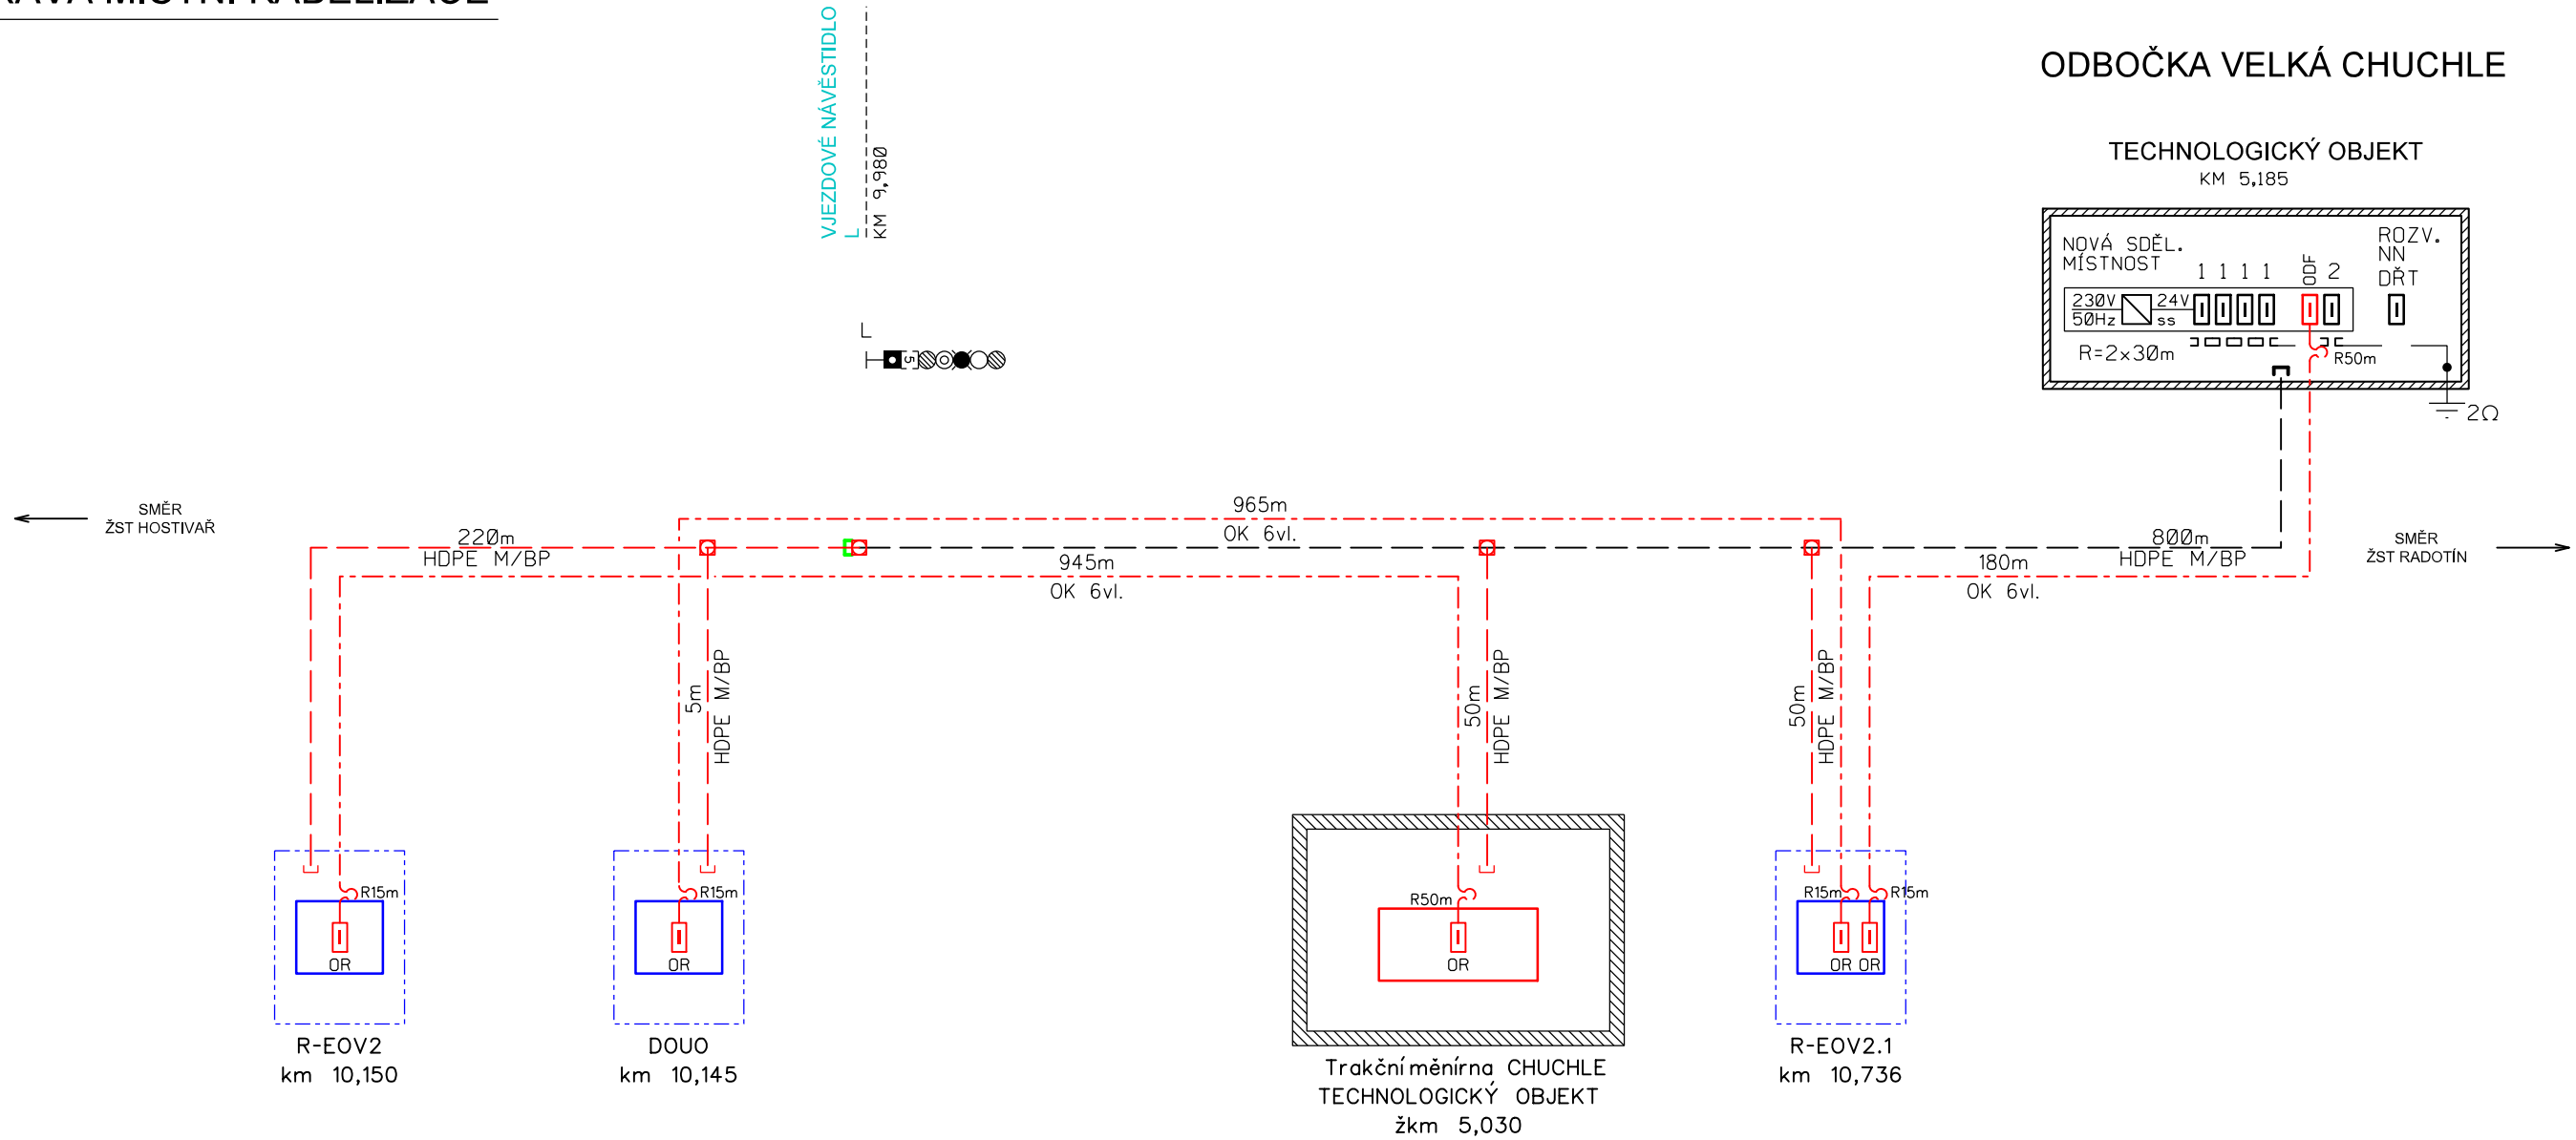 MÍSTNÍ KABELIZACE
VJEZDOVÉ NÁVĚSTIDLO
L
KM 9,980
L
5
ODBOČKA VELKÁ CHUCHLE
TECHNOLOGICKÝ OBJEKT
KM 5,185
NOVÁ SDĚL.
MÍSTNOST
1 1 1 1
ODF
2
ROZV.
NN
DŘT
230V
50Hz
24V
ss
R=2x30m
R50m
2Ω
SMĚR
ŽST HOSTIVAŘ
220m
HDPE M/BP
965m
OK 6vl.
945m
OK 6vl.
800m
HDPE M/BP
180m
OK 6vl.
SMĚR
ŽST RADOTÍN
5m
HDPE M/BP
50m
HDPE M/BP
50m
HDPE M/BP
R15m
OR
R-EOV2
km 10,150
R15m
OR
DOUO
km 10,145
R50m
OR
Trakční měnírna CHUCHLE
TECHNOLOGICKÝ OBJEKT
žkm 5,030
R15m
R15m
OR OR
R-EOV2.1
km 10,736